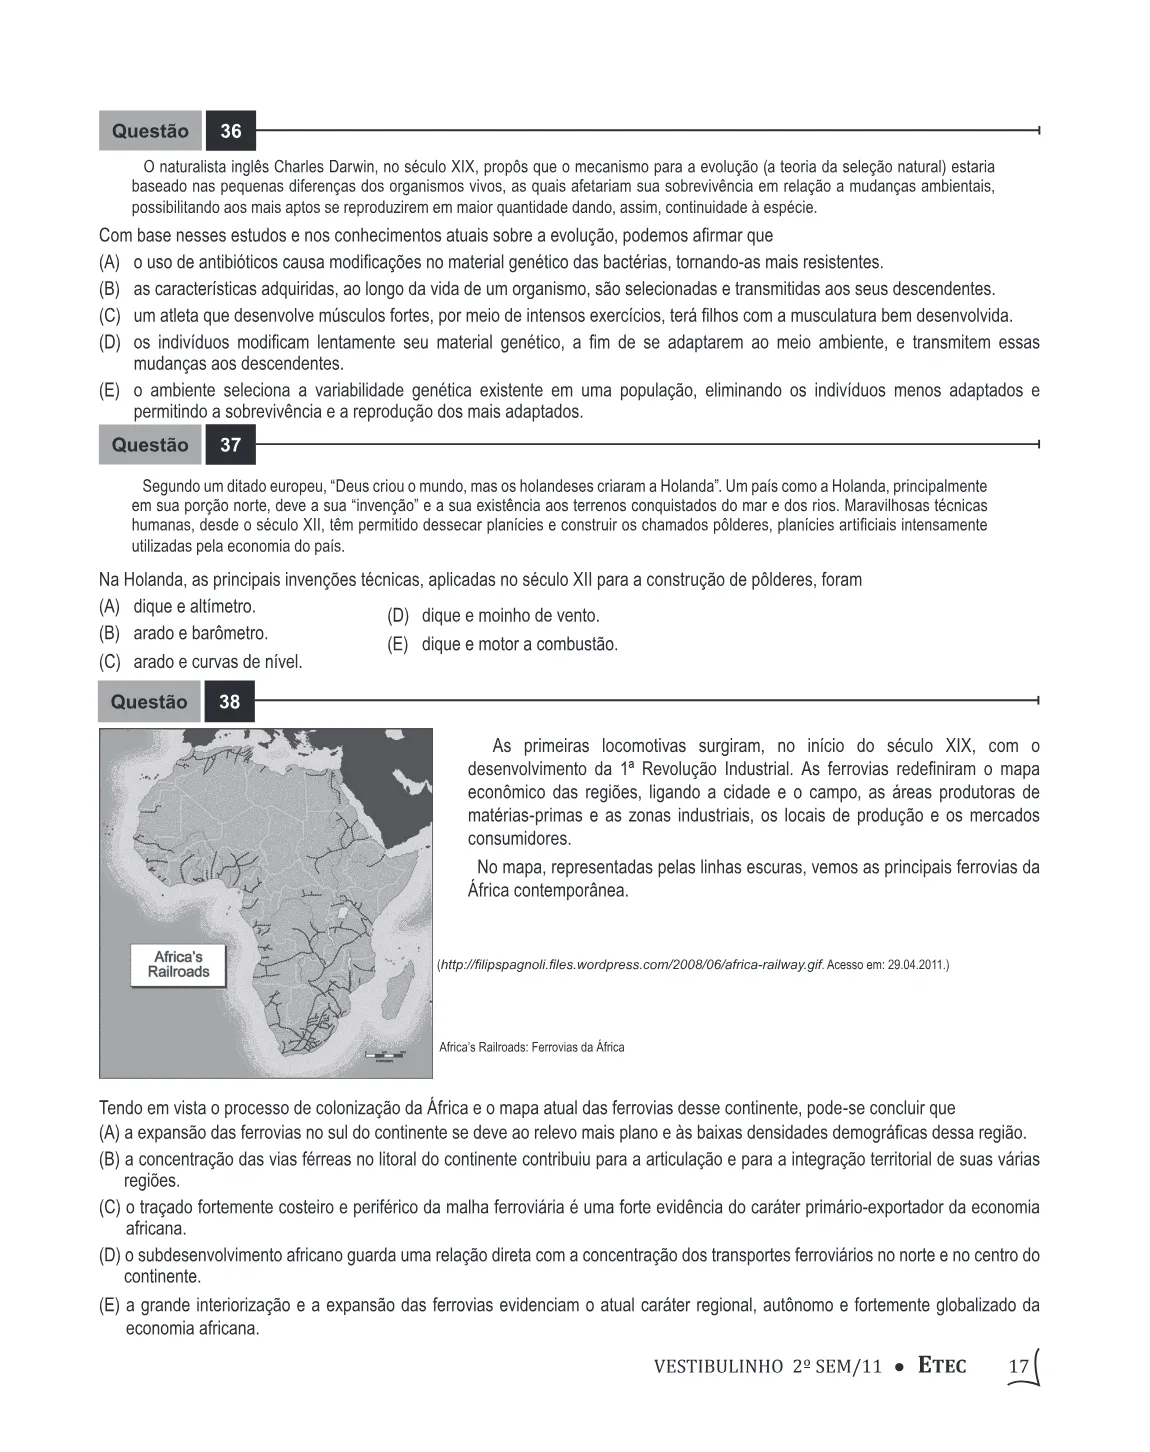 Questão 36
O naturalista inglês Charles Darwin, no século XIX, propôs que o mecanismo para a evolução (a teoria da seleção natural) estaria
baseado nas pequenas diferenças dos organismos vivos, as quais afetariam sua sobrevivência em relação a mudanças ambientais,
possibilitando aos mais aptos se reproduzirem em maior quantidade dando, assim, continuidade à espécie.
Com base nesses estudos e nos conhecimentos atuais sobre a evolução, podemos afirmar que
(A) o uso de antibióticos causa modificações no material genético das bactérias, tornando-as mais resistentes.
(B) as características adquiridas, ao longo da vida de um organismo, são selecionadas e transmitidas aos seus descendentes.
(C) um atleta que desenvolve músculos fortes, por meio de intensos exercícios, terá filhos com a musculatura bem desenvolvida.
(D) os indivíduos modificam lentamente seu material genético, a fim de se adaptarem ao meio ambiente, e transmitem essas
mudanças aos descendentes.
(E) o ambiente seleciona a variabilidade genética existente em uma população, eliminando os indivíduos menos adaptados e
permitindo a sobrevivência e a reprodução dos mais adaptados.
Questão 37
Segundo um ditado europeu, “Deus criou o mundo, mas os holandeses criaram a Holanda”. Um país como a Holanda, principalmente
em sua porção norte, deve a sua “invenção” e a sua existência aos terrenos conquistados do mar e dos rios. Maravilhosas técnicas
humanas, desde o século XII, têm permitido dessecar planícies e construir os chamados pôlderes, planícies artificiais intensamente
utilizadas pela economia do país.
Na Holanda, as principais invenções técnicas, aplicadas no século XII para a construção de pôlderes, foram
(A) dique e altímetro.
(B) arado e barômetro.
(C) arado e curvas de nível.
(D) dique e moinho de vento.
(E) dique e motor a combustão.
Questão 38
As primeiras locomotivas surgiram, no início do século XIX, com o
desenvolvimento da 1ª Revolução Industrial. As ferrovias redefiniram o mapa
econômico das regiões, ligando a cidade e o campo, as áreas produtoras de
matérias-primas e as zonas industriais, os locais de produção e os mercados
consumidores.
No mapa, representadas pelas linhas escuras, vemos as principais ferrovias da
África contemporânea.
Africa's
Railroads
(http://filipspagnoli.files.wordpress.com/2008/06/africa-railway.gif. Acesso em: 29.04.2011.)
Africa's Railroads: Ferrovias da África
Tendo em vista o processo de colonização da África e o mapa atual das ferrovias desse continente, pode-se concluir que
(A) a expansão das ferrovias no sul do continente se deve ao relevo mais plano e às baixas densidades demográficas dessa região.
(B) a concentração das vias férreas no litoral do continente contribuiu para a articulação e para a integração territorial de suas várias
regiões.
(C) o traçado fortemente costeiro e periférico da malha ferroviária é uma forte evidência do caráter primário-exportador da economia
africana.
(D) o subdesenvolvimento africano guarda uma relação direta com a concentração dos transportes ferroviários no norte e no centro do
continente.
(E) a grande interiorização e a expansão das ferrovias evidenciam o atual caráter regional, autônomo e fortemente globalizado da
economia africana.
VESTIBULINHO 2º SEM/11 • ETEC 17